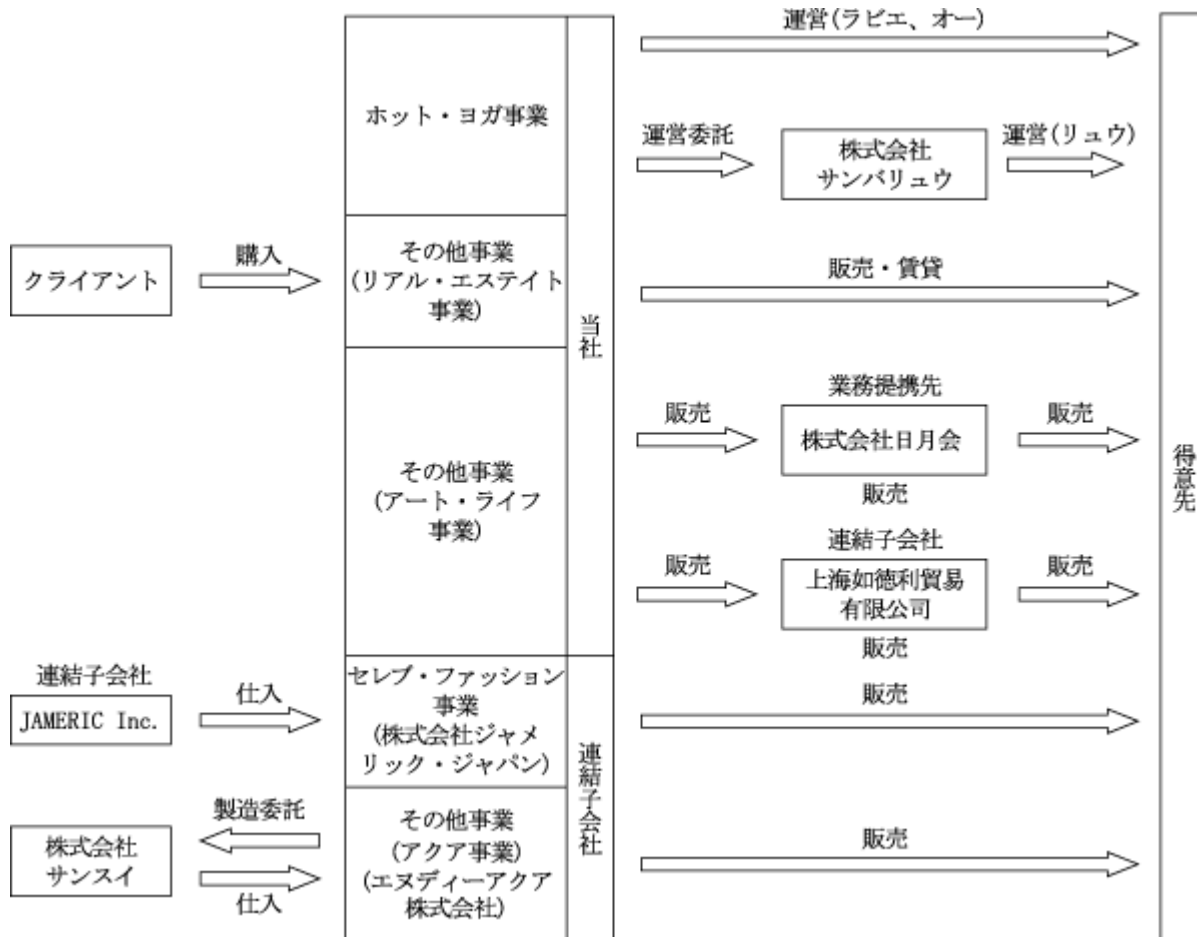 運営(ラビエ、オー)
ホット・ヨガ事業
運営委託
株式会社
サンバリュウ
運営(リュウ)
クライアント
購入
その他事業
(リアル・エステイト
事業)
販売・賃貸
当社
その他事業
(アート・ライフ
事業)
販売
業務提携先
株式会社日月会
販売
販売
販売
連結子会社
上海如徳利貿易
有限公司
販売
販売
得意先
連結子会社
JAMERIC Inc.
仕入
セレブ・ファッション
事業
(株式会社ジャメ
リック・ジャパン)
販売
連結子会社
株式会社
サンスイ
製造委託
仕入
その他事業
(アクア事業)
(エヌディーアクア
株式会社)
販売